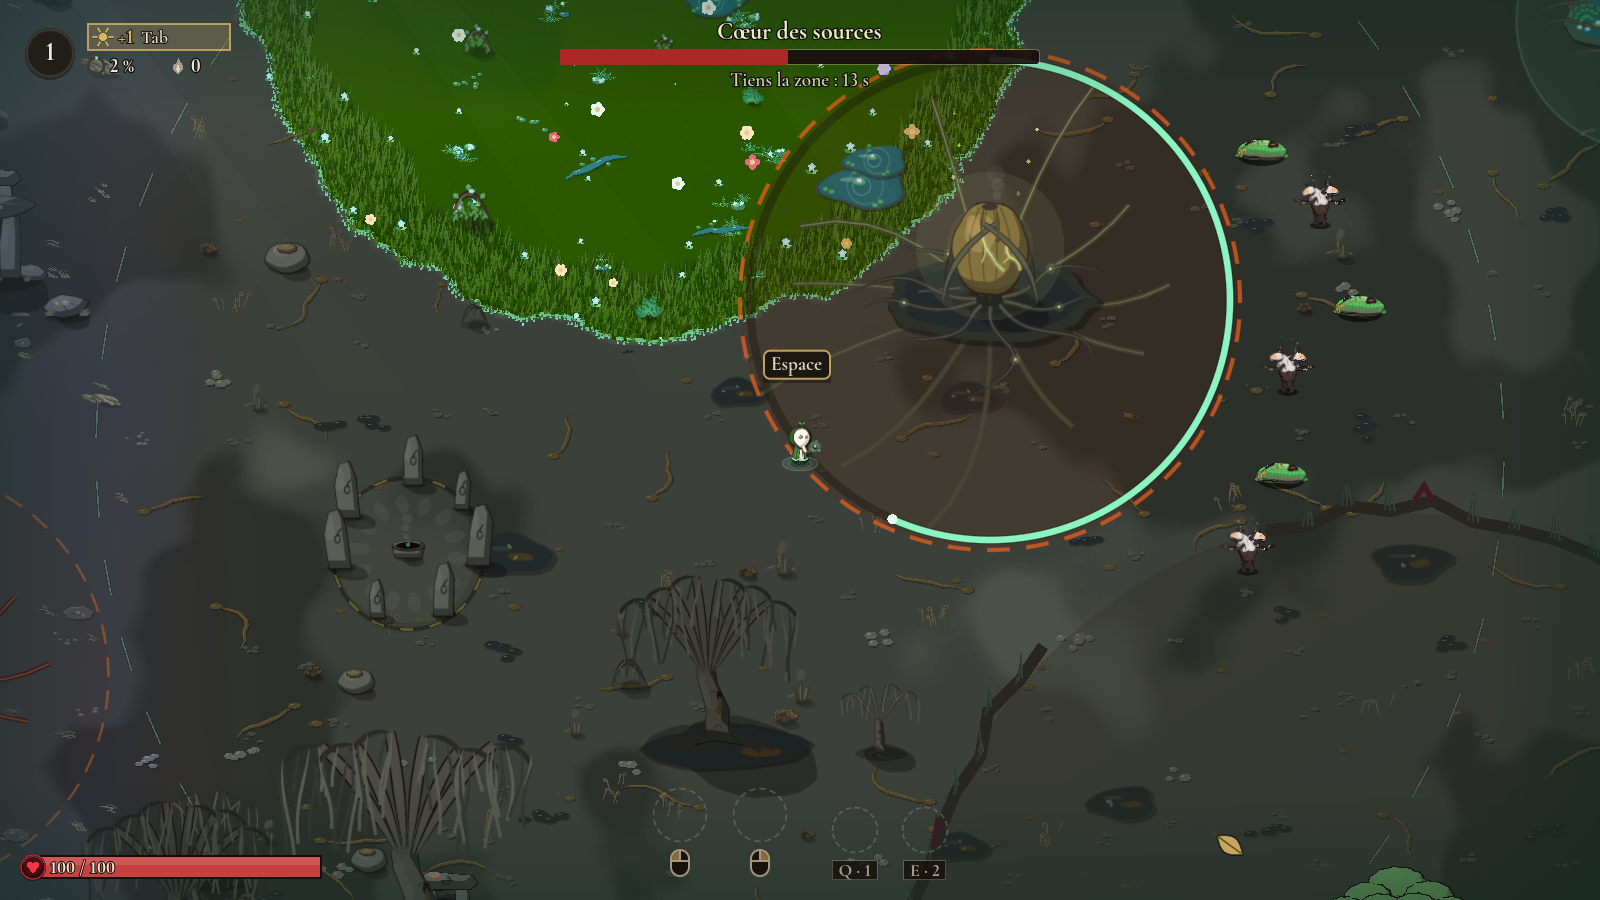 Cœur des sources
Tiens la zone : 13 s
1
+1 Tab
2 %
0
Espace
100 / 100
Q · 1
E · 2